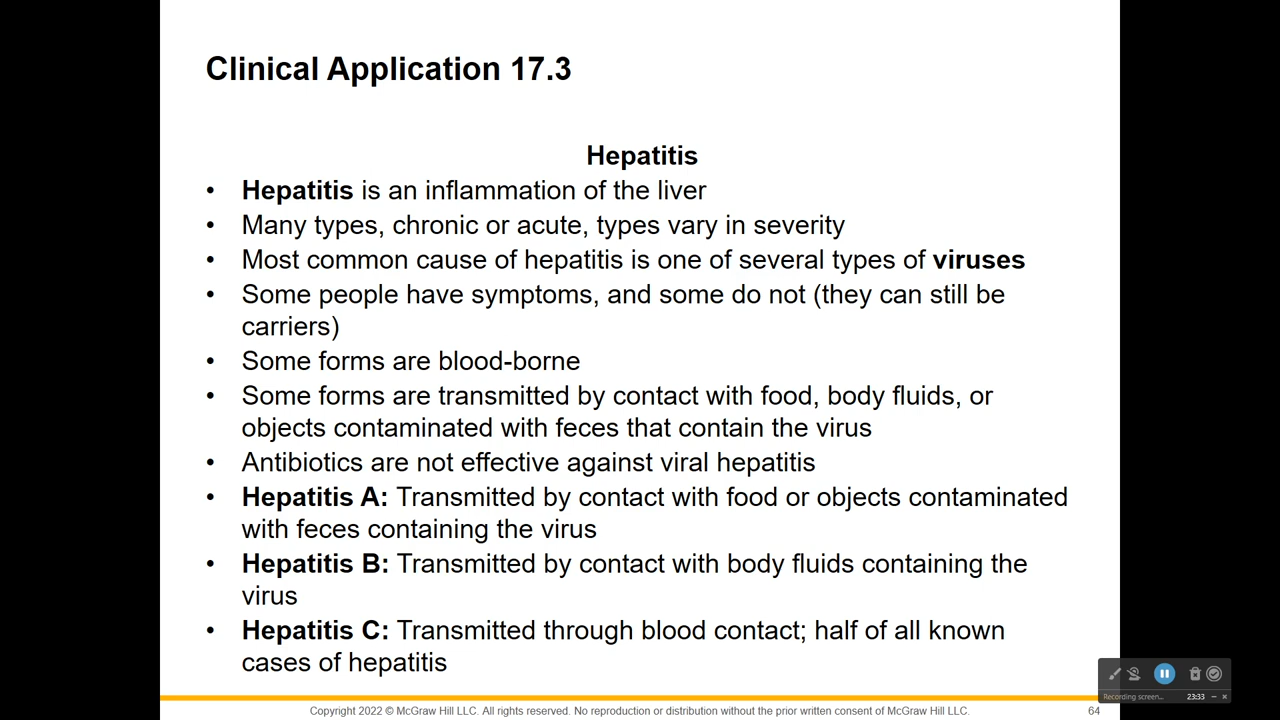 Clinical Application 17.3
Hepatitis
• Hepatitis is an inflammation of the liver
• Many types, chronic or acute, types vary in severity
• Most common cause of hepatitis is one of several types of viruses
• Some people have symptoms, and some do not (they can still be
carriers)
• Some forms are blood-borne
• Some forms are transmitted by contact with food, body fluids, or
objects contaminated with feces that contain the virus
• Antibiotics are not effective against viral hepatitis
• Hepatitis A: Transmitted by contact with food or objects contaminated
with feces containing the virus
• Hepatitis B: Transmitted by contact with body fluids containing the
virus
• Hepatitis C: Transmitted through blood contact; half of all known
cases of hepatitis
Recording screen... 23:33
Copyright 2022 © McGraw Hill LLC. All rights reserved. No reproduction or distribution without the prior written consent of McGraw Hill LLC. 64